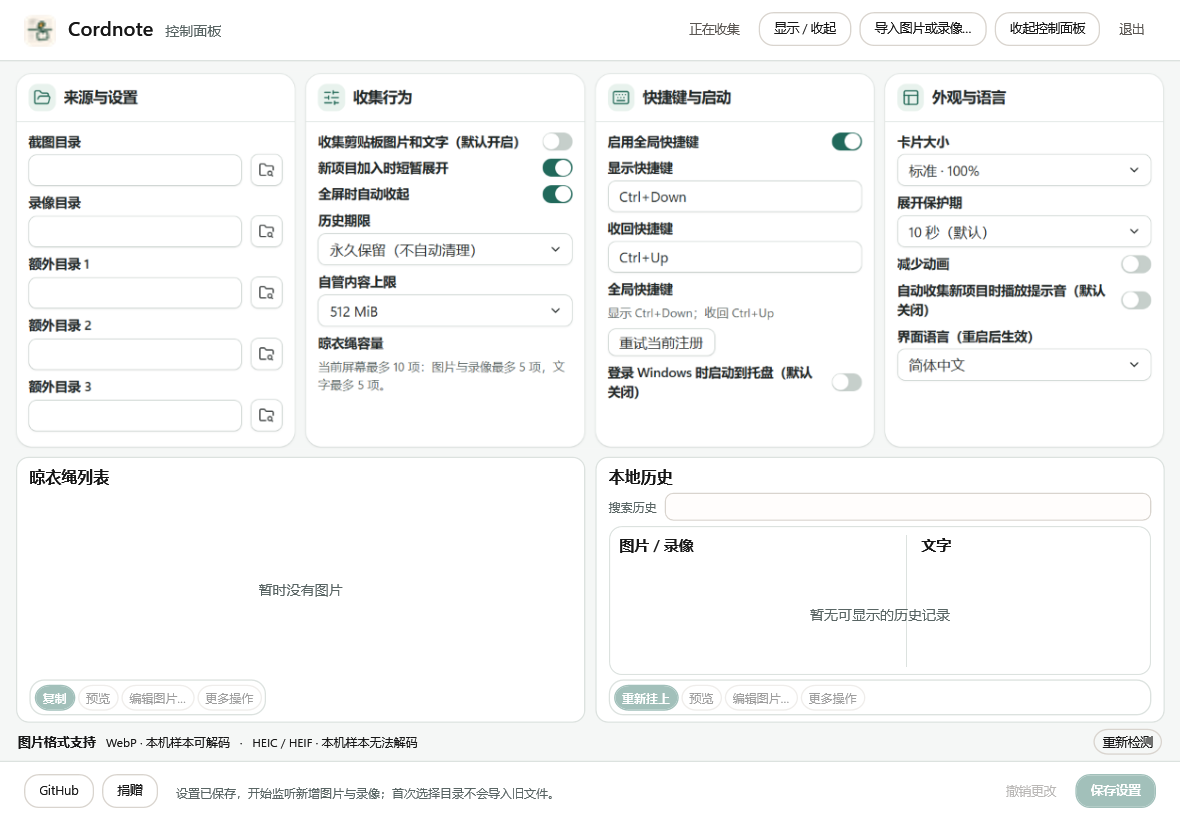 Cordnote 控制面板
正在收集 显示 / 收起 导入图片或录像... 收起控制面板 退出
来源与设置
截图目录
录像目录
额外目录 1
额外目录 2
额外目录 3
收集行为
收集剪贴板图片和文字（默认开启）
新项目加入时短暂展开
全屏时自动收起
历史期限
永久保留（不自动清理）
自管内容上限
512 MiB
晾衣绳容量
当前屏幕最多 10 项：图片与录像最多 5 项，文
字最多 5 项。
快捷键与启动
启用全局快捷键
显示快捷键
Ctrl+Down
收回快捷键
Ctrl+Up
全局快捷键
显示 Ctrl+Down；收回 Ctrl+Up
重试当前注册
登录 Windows 时启动到托盘（默认
关闭）
外观与语言
卡片大小
标准 · 100%
展开保护期
10 秒（默认）
减少动画
自动收集新项目时播放提示音（默认
关闭）
界面语言（重启后生效）
简体中文
晾衣绳列表
暂时没有图片
复制 预览 编辑图片... 更多操作
本地历史
搜索历史
图片 / 录像 文字
暂无可显示的历史记录
重新挂上 预览 编辑图片... 更多操作
图片格式支持 WebP · 本机样本可解码 · HEIC / HEIF · 本机样本无法解码 重新检测
GitHub 捐赠 设置已保存，开始监听新增图片与录像；首次选择目录不会导入旧文件。 撤销更改 保存设置